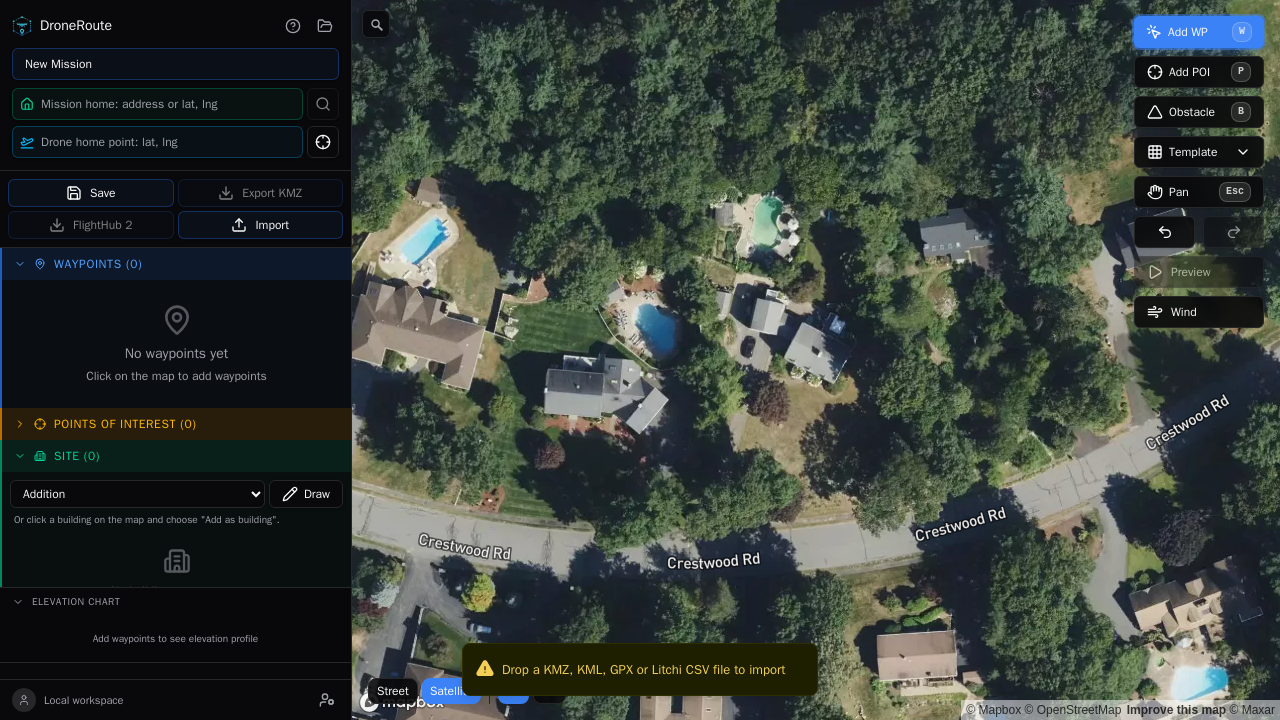 DroneRoute
New Mission
Mission home: address or lat, lng
Drone home point: lat, lng
Save
Export KMZ
FlightHub 2
Import
WAYPOINTS (0)
No waypoints yet
Click on the map to add waypoints
POINTS OF INTEREST (0)
SITE (0)
Addition
Draw
Or click a building on the map and choose "Add as building".
ELEVATION CHART
Add waypoints to see elevation profile
Local workspace
Add WP W
Add POI P
Obstacle B
Template
Pan Esc
Preview
Wind
Crestwood Rd
Crestwood Rd
Crestwood Rd
Crestwood Rd
Drop a KMZ, KML, GPX or Litchi CSV file to import
Street
mapbox
© Mapbox © OpenStreetMap Improve this map © Maxar